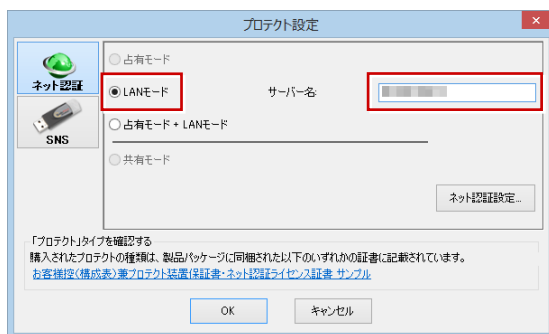 プロテクト設定
ネット認証
SNS
占有モード
LANモード
サーバー名:
占有モード + LANモード
共有モード
ネット認証設定...
「プロテクト」タイプを確認する
購入されたプロテクトの種類は、製品パッケージに同梱された以下のいずれかの証書に記載されています。
お客様控(構成表)兼プロテクト装置保証書・ネット認証ライセンス証書 サンプル
OK
キャンセル